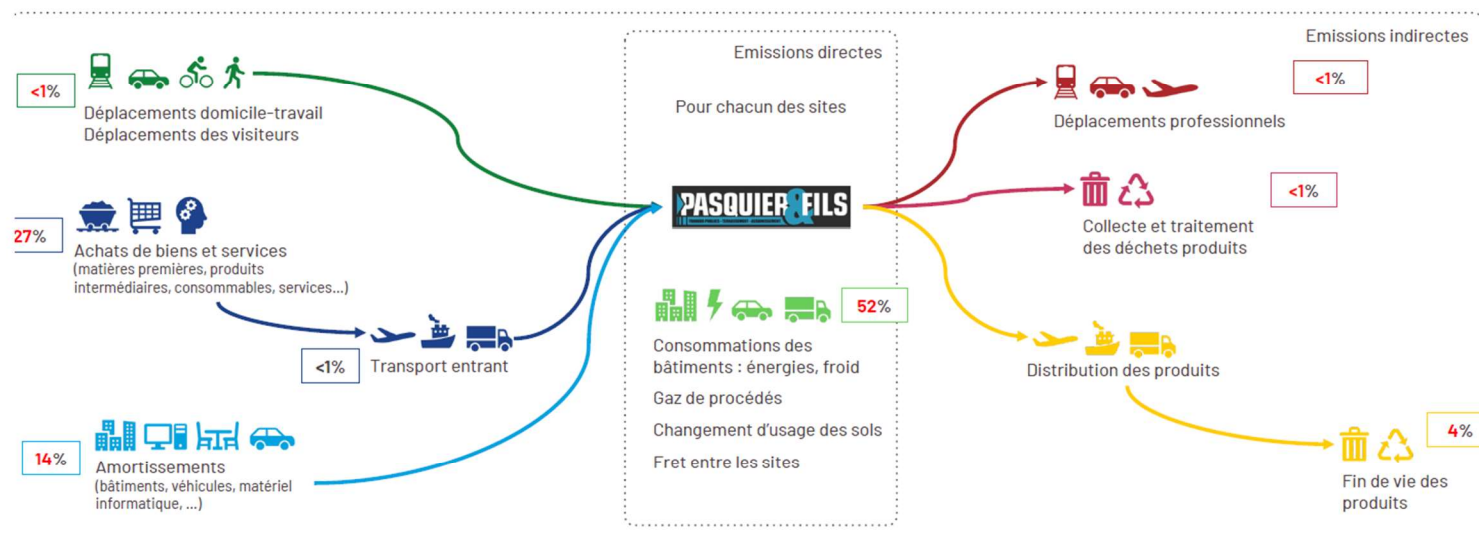 Emissions directes
Emissions indirectes
<1%
Déplacements domicile-travail
Déplacements des visiteurs
Pour chacun des sites
<1%
Déplacements professionnels
PASQUIER & FILS
<1%
Collecte et traitement
des déchets produits
27%
Achats de biens et services
(matières premières, produits
intermédiaires, consommables, services...)
<1%
Transport entrant
52%
Consommations des
bâtiments : énergies, froid
Gaz de procédés
Changement d'usage des sols
Fret entre les sites
Distribution des produits
14%
Amortissements
(bâtiments, véhicules, matériel
informatique, ...)
4%
Fin de vie des
produits